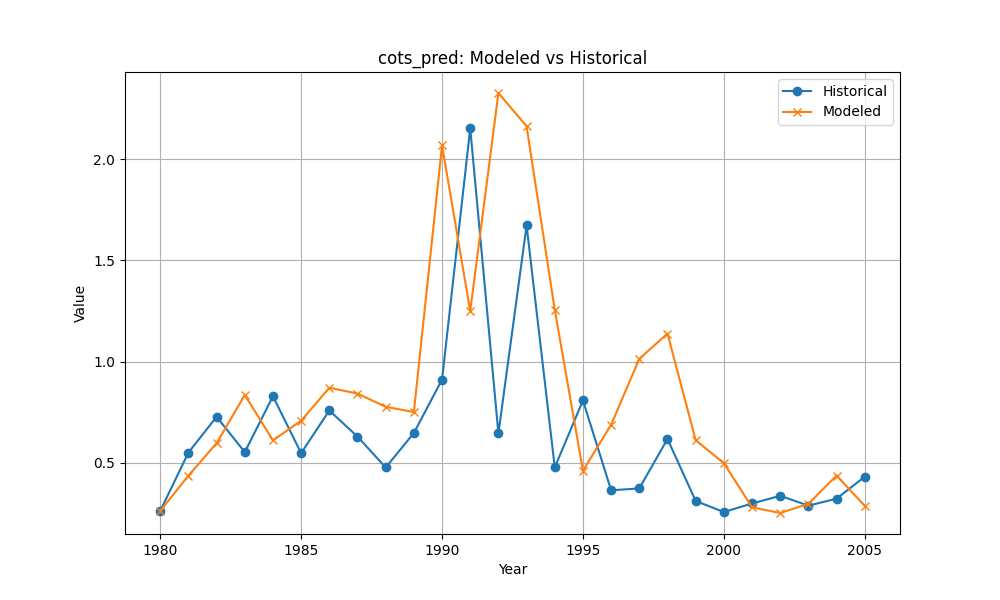 cots_pred: Modeled vs Historical
Historical
Modeled
Value
2.0
1.5
1.0
0.5
1980 1985 1990 1995 2000 2005
Year